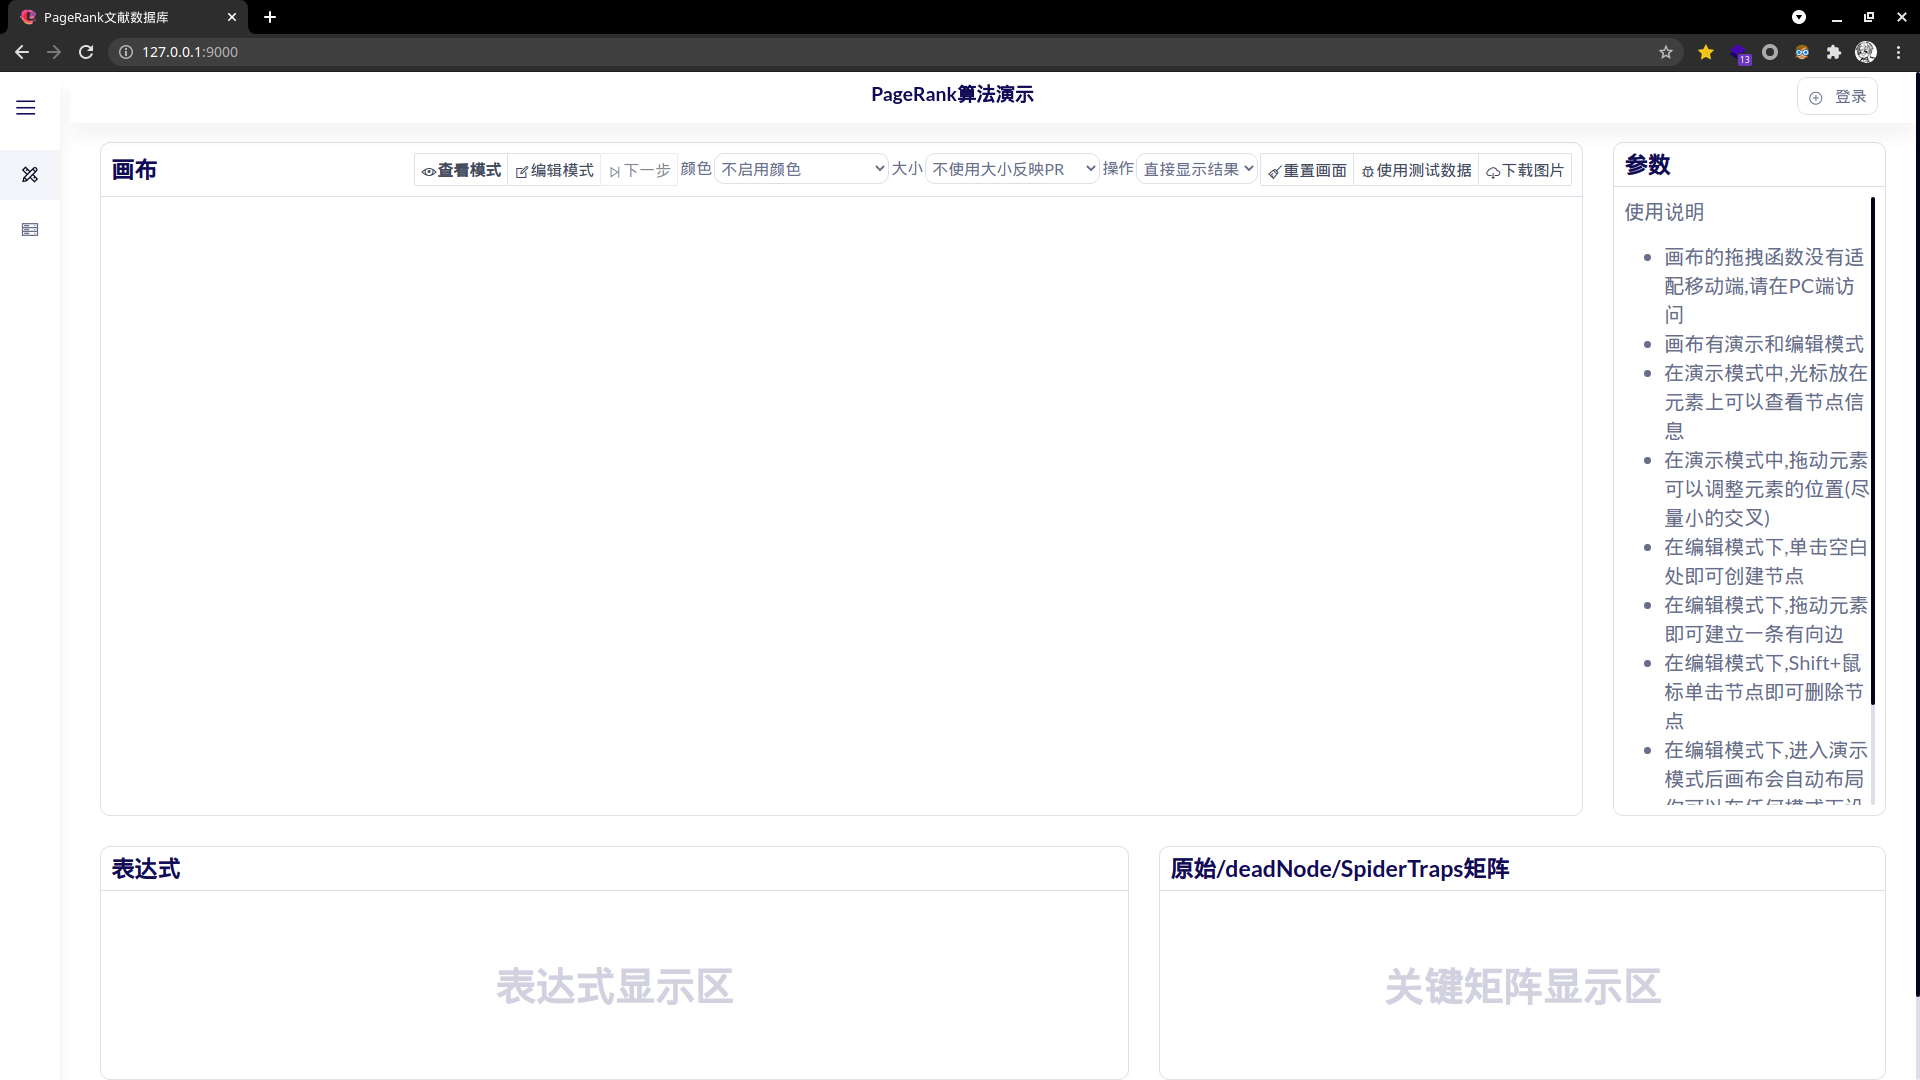 PageRank文献数据库
127.0.0.1:9000
13
PageRank算法演示
登录
画布
查看模式 编辑模式 下一步 颜色 不启用颜色 大小 不使用大小反映PR 操作 直接显示结果 重置画面 使用测试数据 下载图片
参数
使用说明
画布的拖拽函数没有适
配移动端,请在PC端访
问
画布有演示和编辑模式
在演示模式中,光标放在
元素上可以查看节点信
息
在演示模式中,拖动元素
可以调整元素的位置(尽
量小的交叉)
在编辑模式下,单击空白
处即可创建节点
在编辑模式下,拖动元素
即可建立一条有向边
在编辑模式下,Shift+鼠
标单击节点即可删除节
点
在编辑模式下,进入演示
模式后画布会自动布局
表达式
表达式显示区
原始/deadNode/SpiderTraps矩阵
关键矩阵显示区